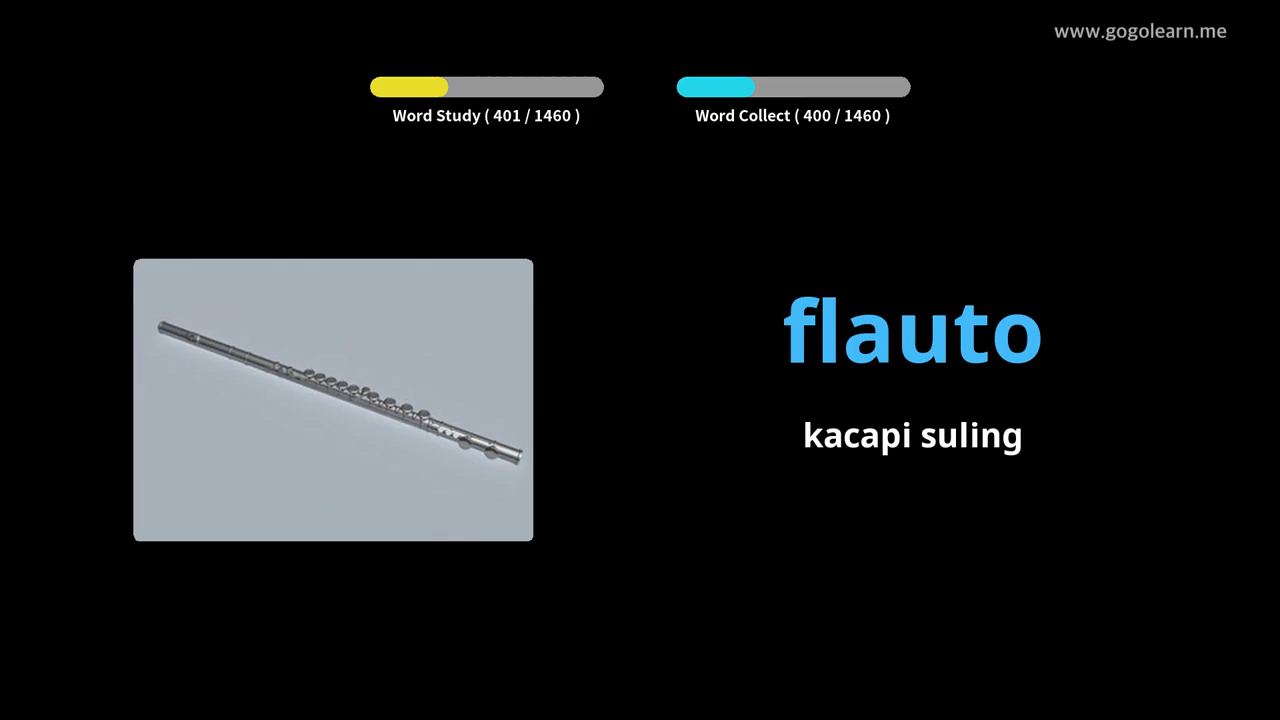 www.gogolearn.me
Word Study ( 401 / 1460 )
Word Collect ( 400 / 1460 )
flauto
kacapi suling